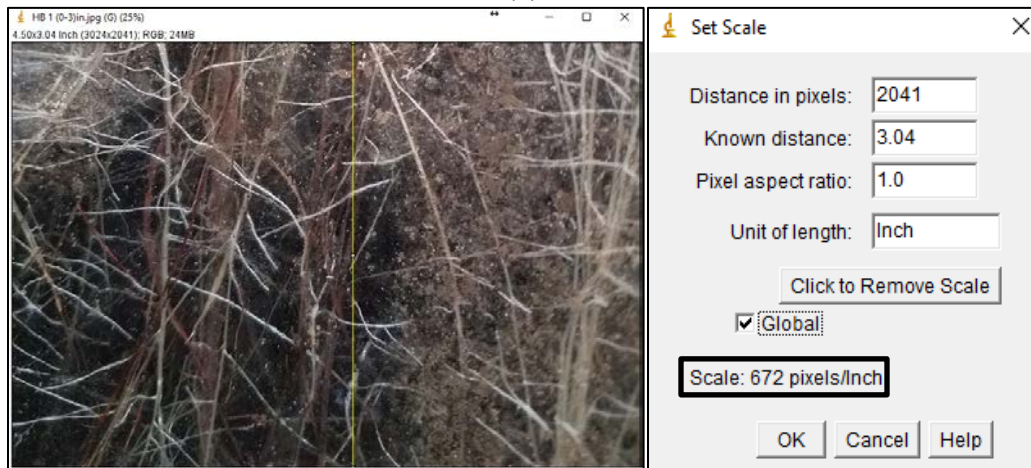 HB 1 (0-3)in.jpg (G) (25%)
4.50x3.04 Inch (3024x2041); RGB; 24MB
Set Scale
Distance in pixels: 2041
Known distance: 3.04
Pixel aspect ratio: 1.0
Unit of length: Inch
Click to Remove Scale
Global
Scale: 672 pixels/Inch
OK Cancel Help